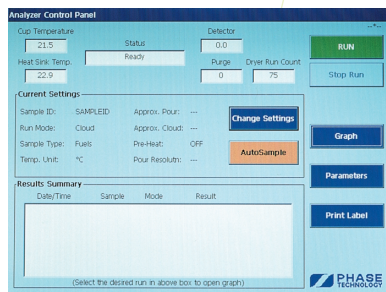 Analyzer Control Panel
Cup Temperature
21.5
Status
Ready
Detector
0.0
--°-
RUN
Heat Sink Temp.
22.9
Purge
0
Dryer Run Count
75
Stop Run
Current Settings
Sample ID: SAMPLEID Approx. Pour: ---
Run Mode: Cloud Approx. Cloud: ---
Sample Type: Fuels Pre-Heat: OFF
Temp. Unit: °C Pour Resolutn: ---
Change Settings
AutoSample
Graph
Parameters
Print Label
Results Summary
Date/Time Sample Mode Result
(Select the desired run in above box to open graph)
PHASE
TECHNOLOGY